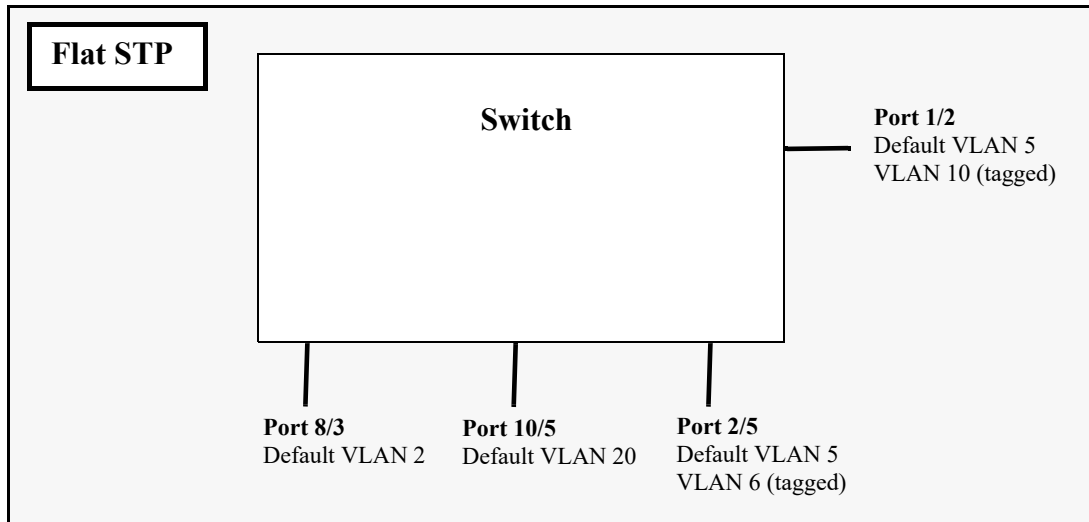 Flat STP
Switch
Port 1/2
Default VLAN 5
VLAN 10 (tagged)
Port 8/3
Default VLAN 2
Port 10/5
Default VLAN 20
Port 2/5
Default VLAN 5
VLAN 6 (tagged)